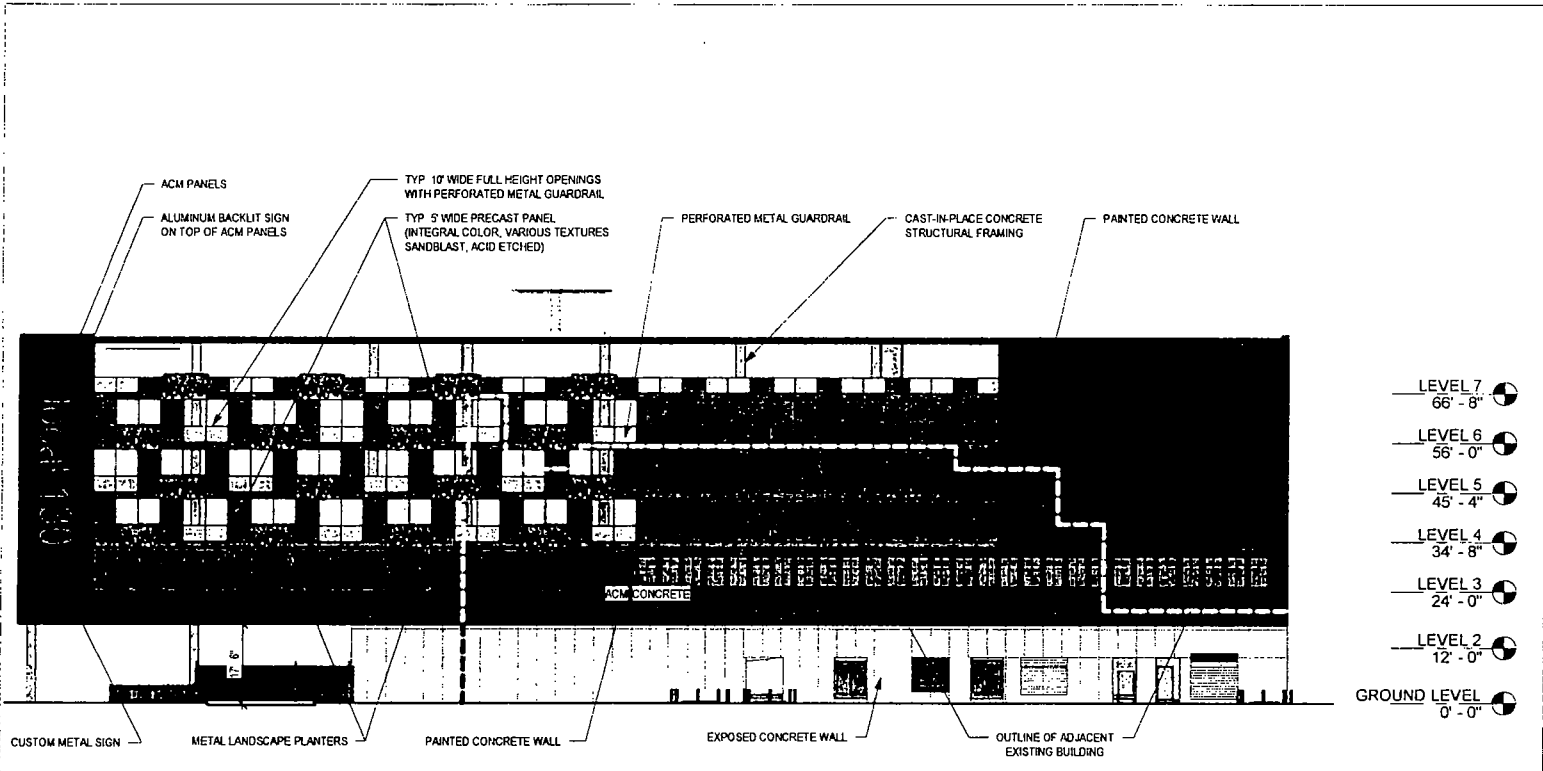 ACM PANELS
ALUMINUM BACKLIT SIGN
ON TOP OF ACM PANELS
TYP 10' WIDE FULL HEIGHT OPENINGS
WITH PERFORATED METAL GUARDRAIL
TYP 5' WIDE PRECAST PANEL
(INTEGRAL COLOR, VARIOUS TEXTURES
SANDBLAST, ACID ETCHED)
PERFORATED METAL GUARDRAIL
CAST-IN-PLACE CONCRETE
STRUCTURAL FRAMING
PAINTED CONCRETE WALL
LEVEL 7
66' - 8"
LEVEL 6
56' - 0"
LEVEL 5
45' - 4"
LEVEL 4
34' - 8"
LEVEL 3
24' - 0"
LEVEL 2
12' - 0"
GROUND LEVEL
0' - 0"
ACM CONCRETE
17' 6"
CUSTOM METAL SIGN
METAL LANDSCAPE PLANTERS
PAINTED CONCRETE WALL
EXPOSED CONCRETE WALL
OUTLINE OF ADJACENT
EXISTING BUILDING